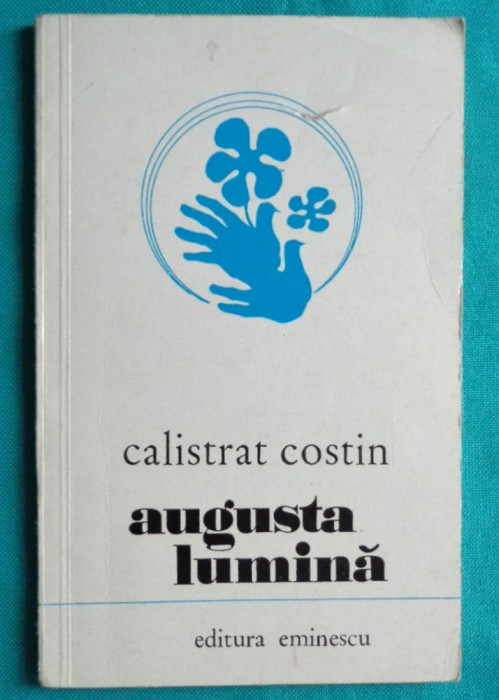 calistrat costin
augusta
lumină
editura eminescu